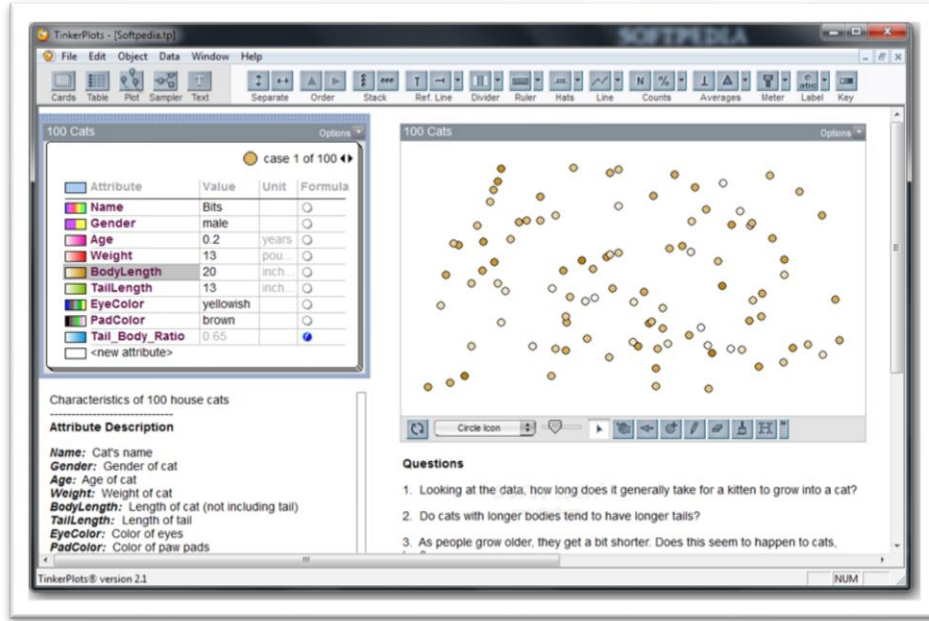 TinkerPlots - [Softpedia.tp]
SOFTPEDIA
File Edit Object Data Window Help
Cards Table Plot Sampler Text Separate Order Stack Ref. Line Divider Ruler Hats Line Counts Averages Meter Label Key
100 Cats Options
case 1 of 100
Attribute Value Unit Formula
Name Bits
Gender male
Age 0.2 years
Weight 13 pou...
BodyLength 20 inch...
TailLength 13 inch...
EyeColor yellowish
PadColor brown
Tail_Body_Ratio 0.65
<new attribute>
Characteristics of 100 house cats
----------------------------
Attribute Description
Name: Cat's name
Gender: Gender of cat
Age: Age of cat
Weight: Weight of cat
BodyLength: Length of cat (not including tail)
TailLength: Length of tail
EyeColor: Color of eyes
PadColor: Color of paw pads
100 Cats Options
Circle Icon
Questions
1. Looking at the data, how long does it generally take for a kitten to grow into a cat?
2. Do cats with longer bodies tend to have longer tails?
3. As people grow older, they get a bit shorter. Does this seem to happen to cats,
TinkerPlots® version 2.1 NUM